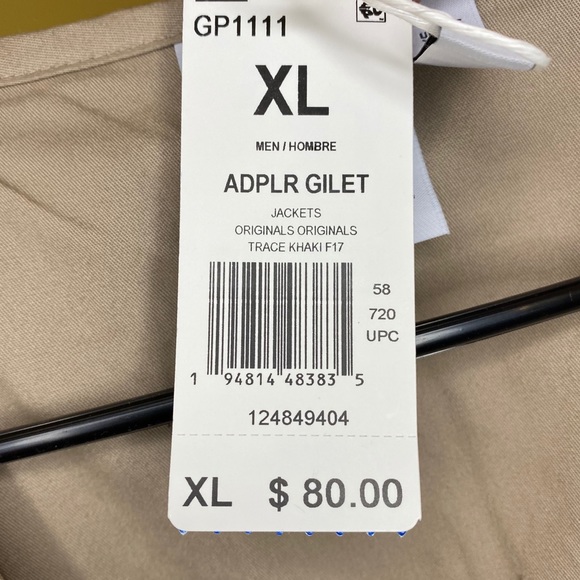 GP1111
XL
MEN / HOMBRE
ADPLR GILET
JACKETS
ORIGINALS ORIGINALS
TRACE KHAKI F17
58
720
UPC
1 94814 48383 5
124849404
XL $ 80.00